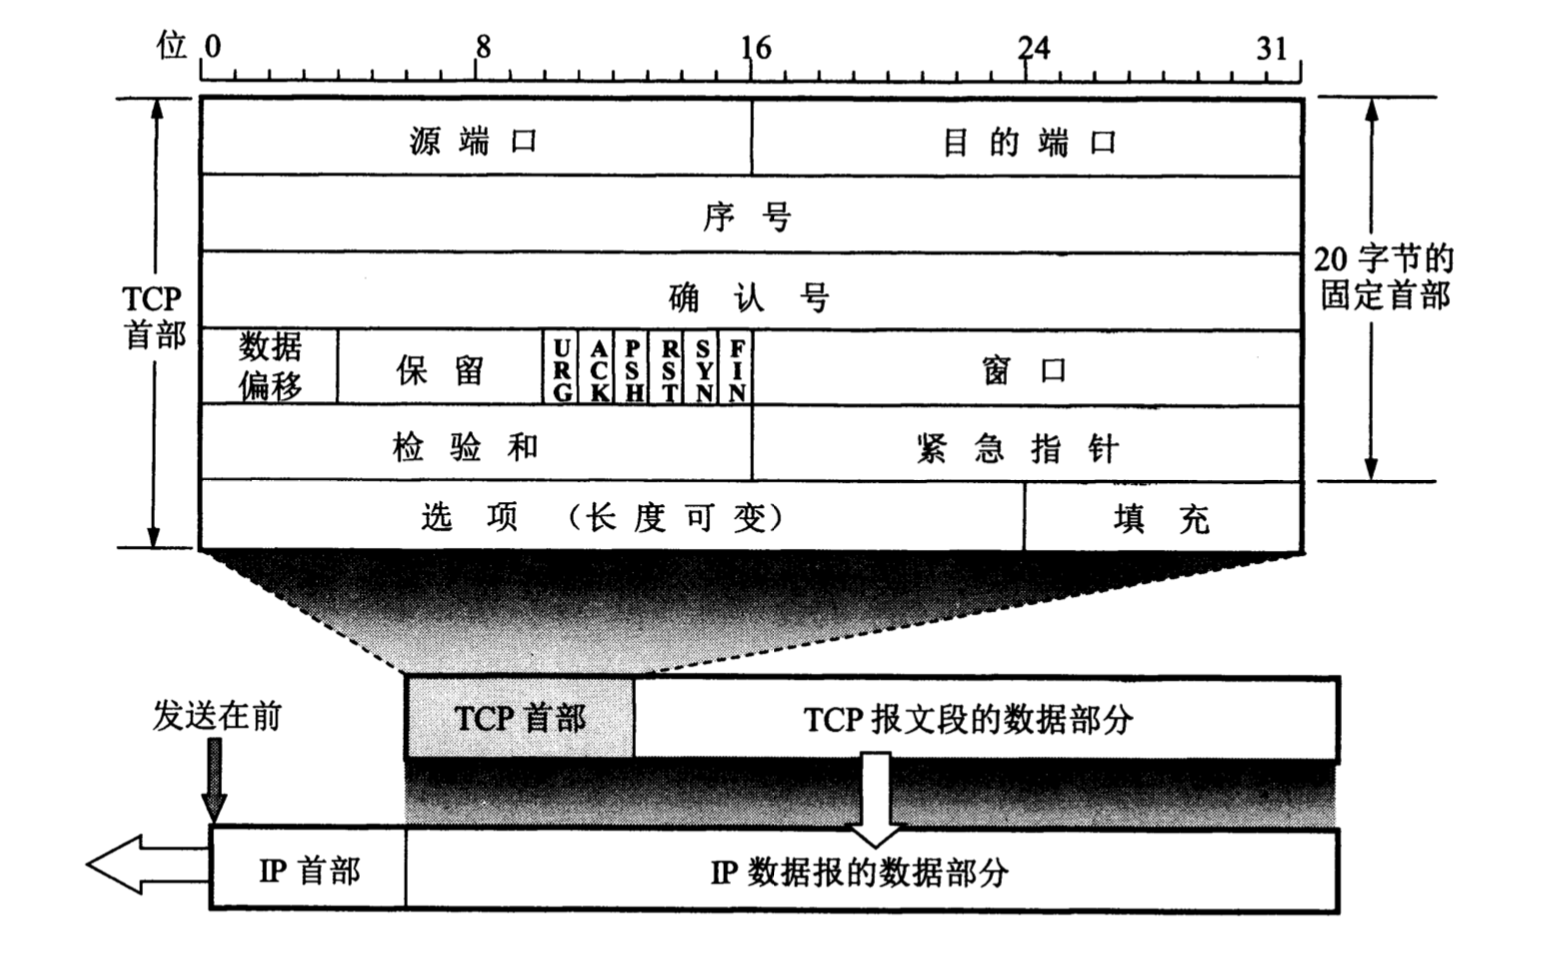 位 0 8 16 24 31
源端口 目的端口
序号
确认号
TCP
首部
20 字节的
固定首部
数据
偏移
保留
URG
ACK
PSH
RST
SYN
FIN
窗口
检验和 紧急指针
选项 (长度可变) 填充
发送在前
TCP 首部 TCP 报文段的数据部分
IP 首部 IP 数据报的数据部分